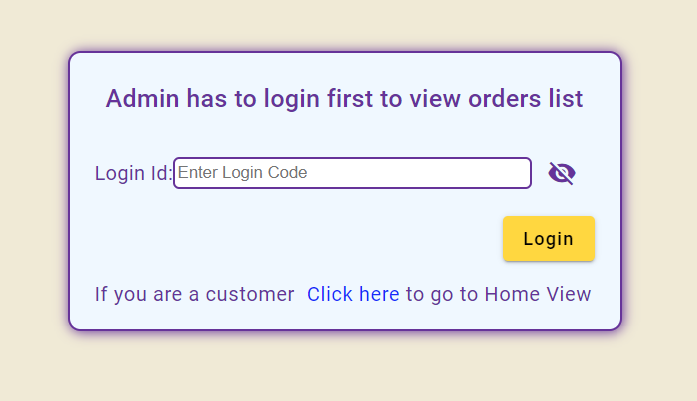 Admin has to login first to view orders list
Login Id: Enter Login Code
Login
If you are a customer Click here to go to Home View